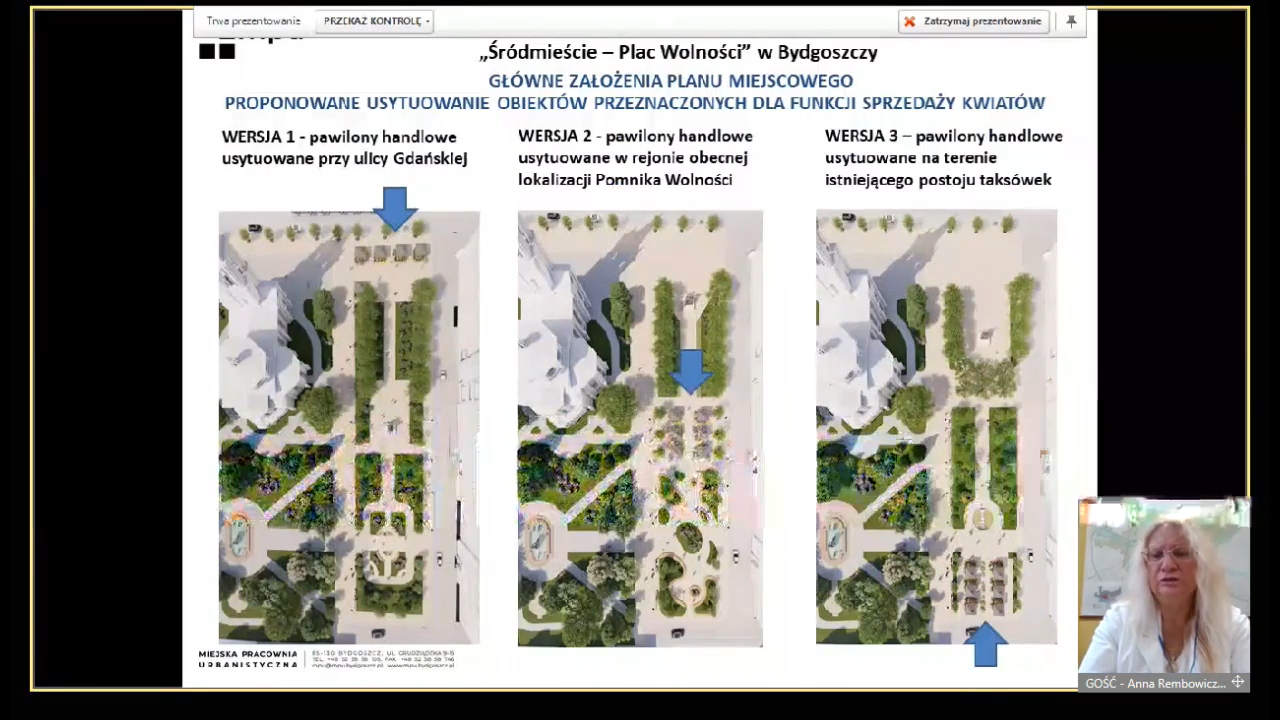 Trwa prezentowanie
PRZEKAŻ KONTROLĘ
Zatrzymaj prezentowanie
„Śródmieście – Plac Wolności” w Bydgoszczy
GŁÓWNE ZAŁOŻENIA PLANU MIEJSCOWEGO
PROPONOWANE USYTUOWANIE OBIEKTÓW PRZEZNACZONYCH DLA FUNKCJI SPRZEDAŻY KWIATÓW
WERSJA 1 - pawilony handlowe
usytuowane przy ulicy Gdańskiej
WERSJA 2 - pawilony handlowe
usytuowane w rejonie obecnej
lokalizacji Pomnika Wolności
WERSJA 3 – pawilony handlowe
usytuowane na terenie
istniejącego postoju taksówek
MIEJSKA PRACOWNIA
URBANISTYCZNA
GOŚĆ - Anna Rembowicz...